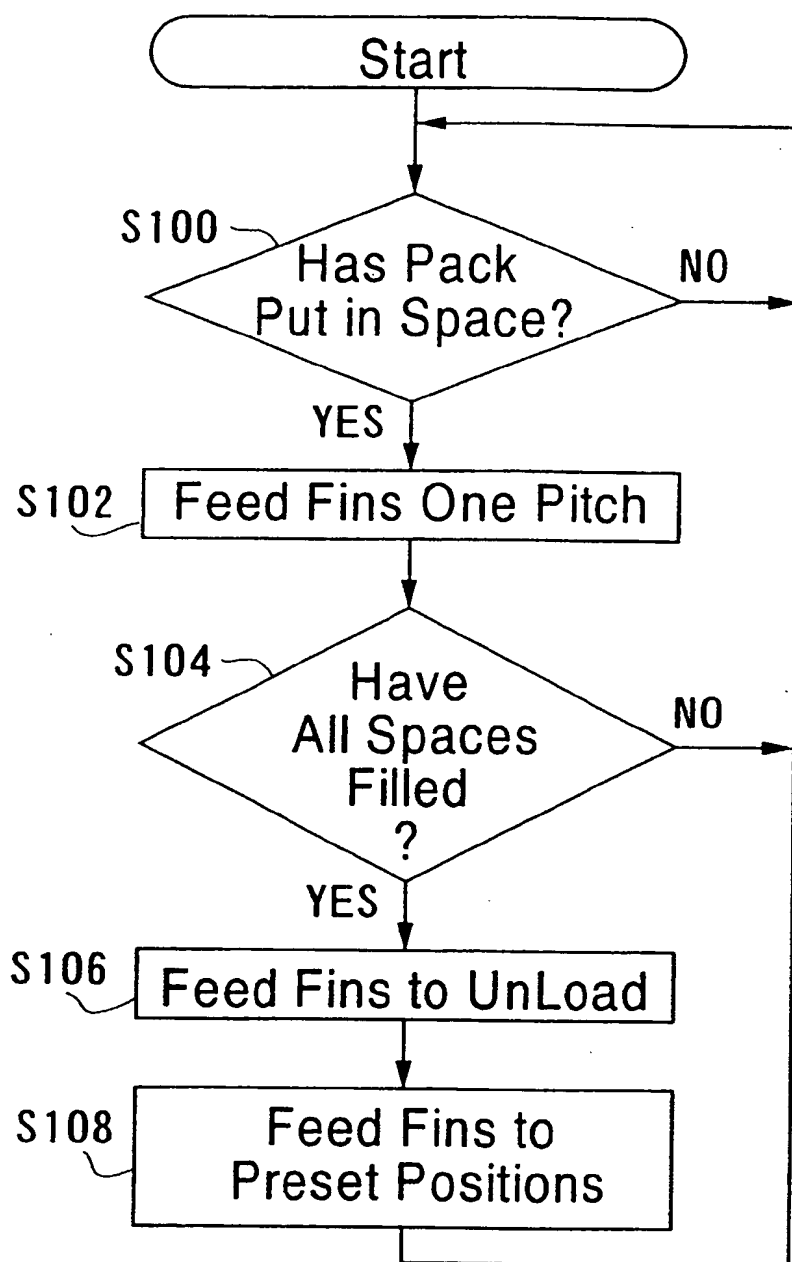 Start
S100
Has Pack
Put in Space?
NO
YES
S102
Feed Fins One Pitch
S104
Have
All Spaces
Filled
?
NO
YES
S106
Feed Fins to UnLoad
S108
Feed Fins to
Preset Positions